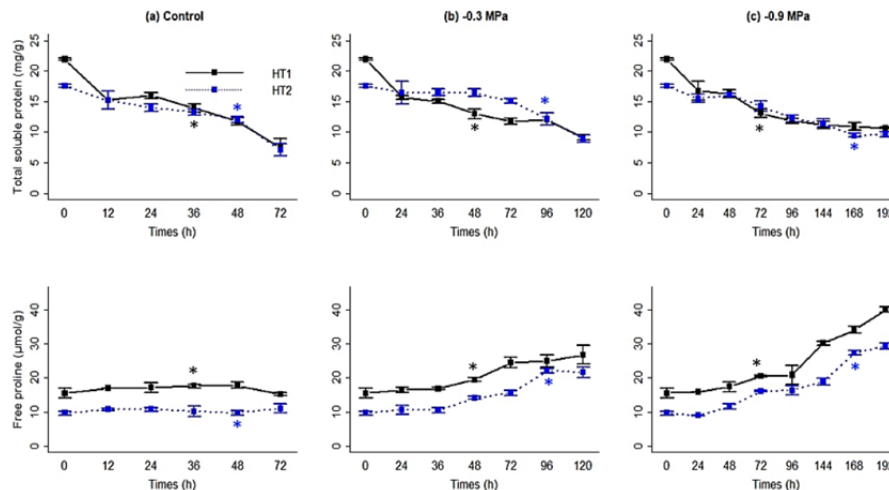 (a) Control
(b) -0.3 MPa
(c) -0.9 MPa
Total soluble protein (mg/g)
25
20
15
10
5
0
HT1
HT2
*
*
0 12 24 36 48 72
Times (h)
25
20
15
10
5
0
*
*
0 24 36 48 72 96 120
Times (h)
25
20
15
10
5
0
*
*
0 24 48 72 96 144 168 192
Times (h)
Free proline (µmol/g)
40
30
20
10
0
*
*
0 12 24 36 48 72
Times (h)
40
30
20
10
0
*
*
0 24 36 48 72 96 120
Times (h)
40
30
20
10
0
*
*
0 24 48 72 96 144 168 192
Times (h)